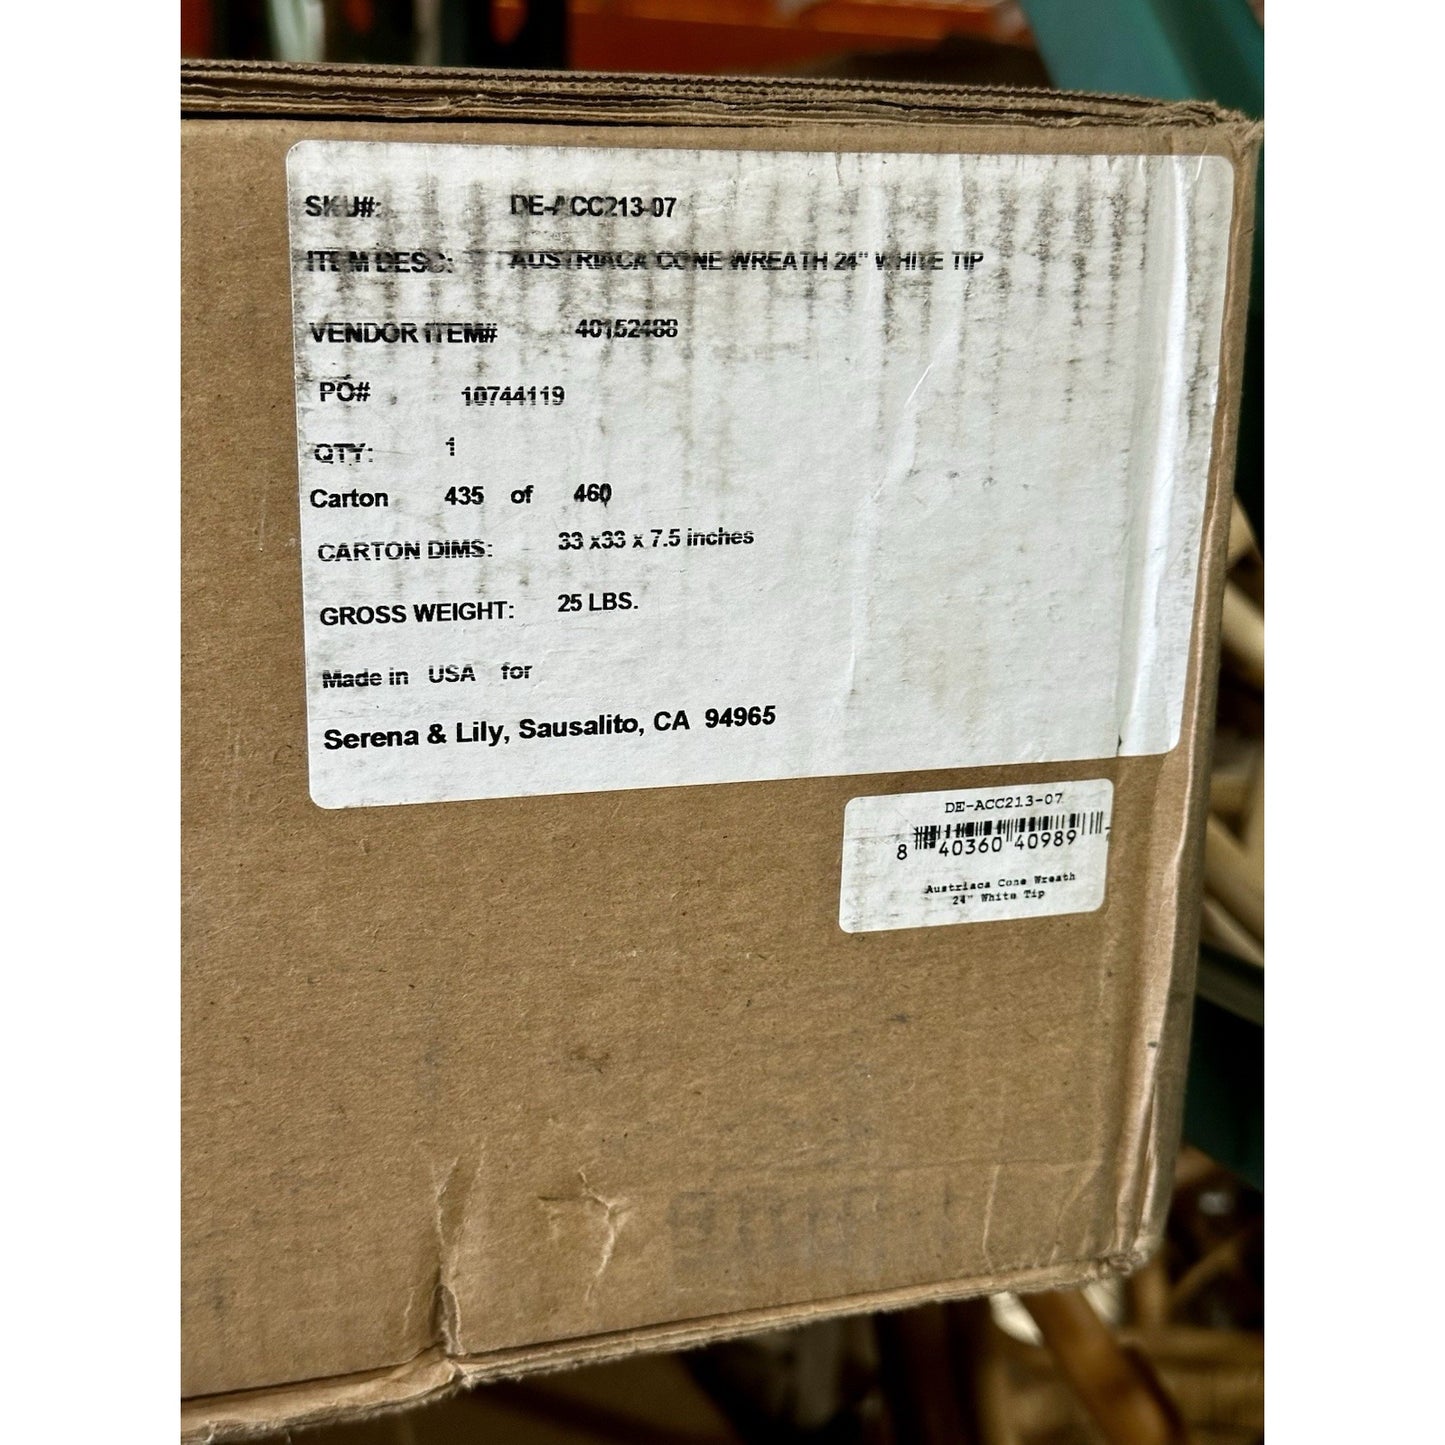 SKU#: DE-ACC213-07
ITEM DESC: AUSTRIACA CONE WREATH 24" WHITE TIP
VENDOR ITEM# 40152488
PO# 10744119
QTY: 1
Carton 435 of 460
CARTON DIMS: 33 x33 x 7.5 inches
GROSS WEIGHT: 25 LBS.
Made in USA for
Serena & Lily, Sausalito, CA 94965
DE-ACC213-07
8 40360 40989
Austriaca Cone Wreath
24" White Tip